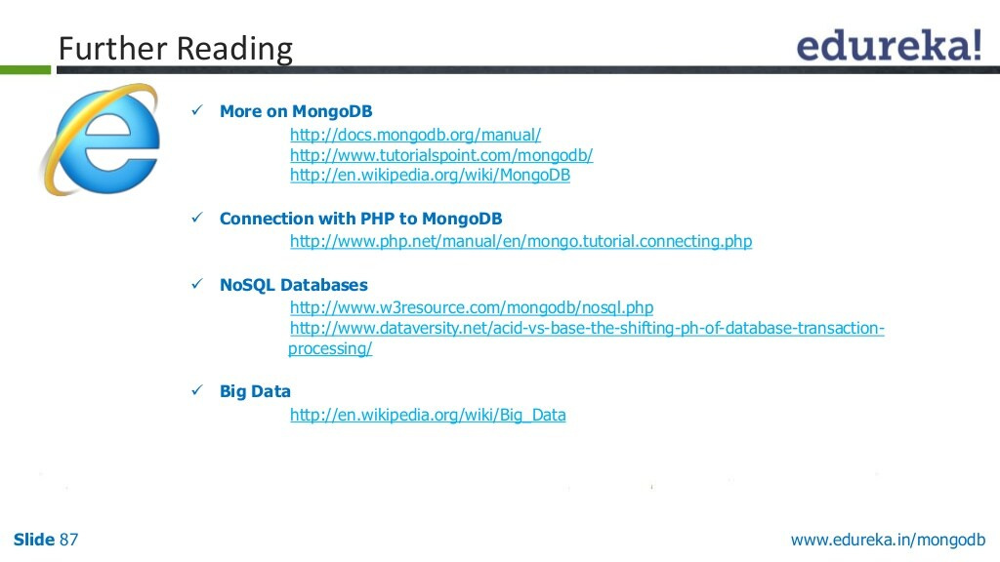 Further Reading
edureka!
✓ More on MongoDB
http://docs.mongodb.org/manual/
http://www.tutorialspoint.com/mongodb/
http://en.wikipedia.org/wiki/MongoDB
✓ Connection with PHP to MongoDB
http://www.php.net/manual/en/mongo.tutorial.connecting.php
✓ NoSQL Databases
http://www.w3resource.com/mongodb/nosql.php
http://www.dataversity.net/acid-vs-base-the-shifting-ph-of-database-transaction-
processing/
✓ Big Data
http://en.wikipedia.org/wiki/Big_Data
Slide 87
www.edureka.in/mongodb